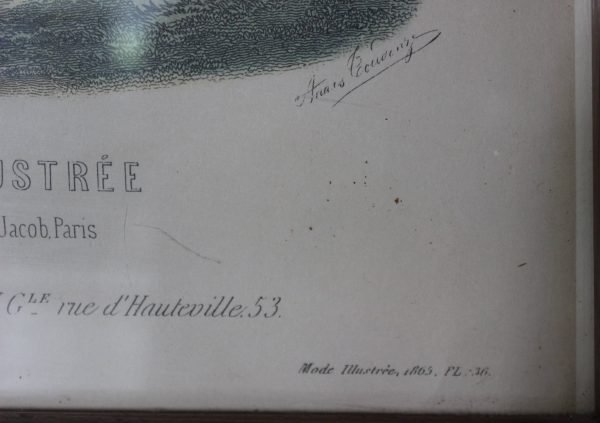 Anaïs Toudouze
USTRÉE
Jacob, Paris
GLE rue d'Hauteville. 53.
Mode Illustrée, 1865. PL: 36.